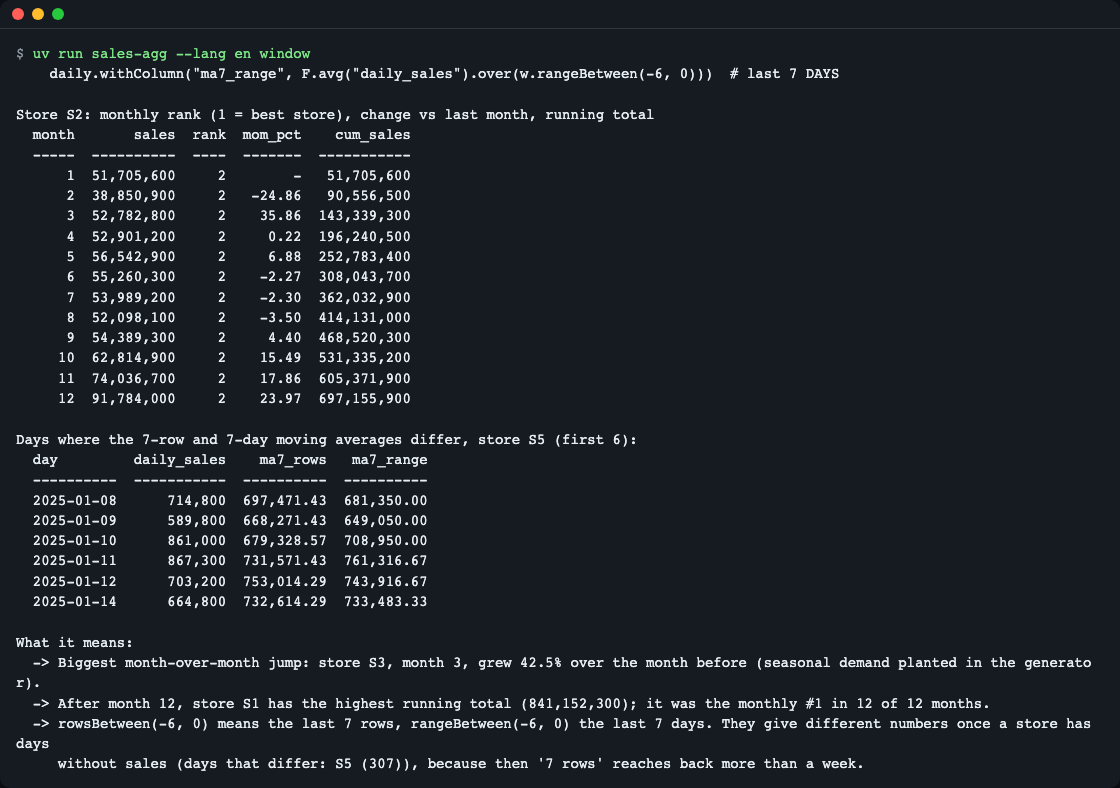 $ uv run sales-agg --lang en window
    daily.withColumn("ma7_range", F.avg("daily_sales").over(w.rangeBetween(-6, 0)))  # last 7 DAYS

Store S2: monthly rank (1 = best store), change vs last month, running total
  month       sales  rank  mom_pct    cum_sales
  -----  ----------  ----  -------  -----------
      1  51,705,600     2        -   51,705,600
      2  38,850,900     2   -24.86   90,556,500
      3  52,782,800     2    35.86  143,339,300
      4  52,901,200     2     0.22  196,240,500
      5  56,542,900     2     6.88  252,783,400
      6  55,260,300     2    -2.27  308,043,700
      7  53,989,200     2    -2.30  362,032,900
      8  52,098,100     2    -3.50  414,131,000
      9  54,389,300     2     4.40  468,520,300
     10  62,814,900     2    15.49  531,335,200
     11  74,036,700     2    17.86  605,371,900
     12  91,784,000     2    23.97  697,155,900

Days where the 7-row and 7-day moving averages differ, store S5 (first 6):
  day         daily_sales    ma7_rows   ma7_range
  ----------  -----------  ----------  ----------
  2025-01-08      714,800  697,471.43  681,350.00
  2025-01-09      589,800  668,271.43  649,050.00
  2025-01-10      861,000  679,328.57  708,950.00
  2025-01-11      867,300  731,571.43  761,316.67
  2025-01-12      703,200  753,014.29  743,916.67
  2025-01-14      664,800  732,614.29  733,483.33

What it means:
  -> Biggest month-over-month jump: store S3, month 3, grew 42.5% over the month before (seasonal demand planted in the generato
r).
  -> After month 12, store S1 has the highest running total (841,152,300); it was the monthly #1 in 12 of 12 months.
  -> rowsBetween(-6, 0) means the last 7 rows, rangeBetween(-6, 0) the last 7 days. They give different numbers once a store has
days
     without sales (days that differ: S5 (307)), because then '7 rows' reaches back more than a week.